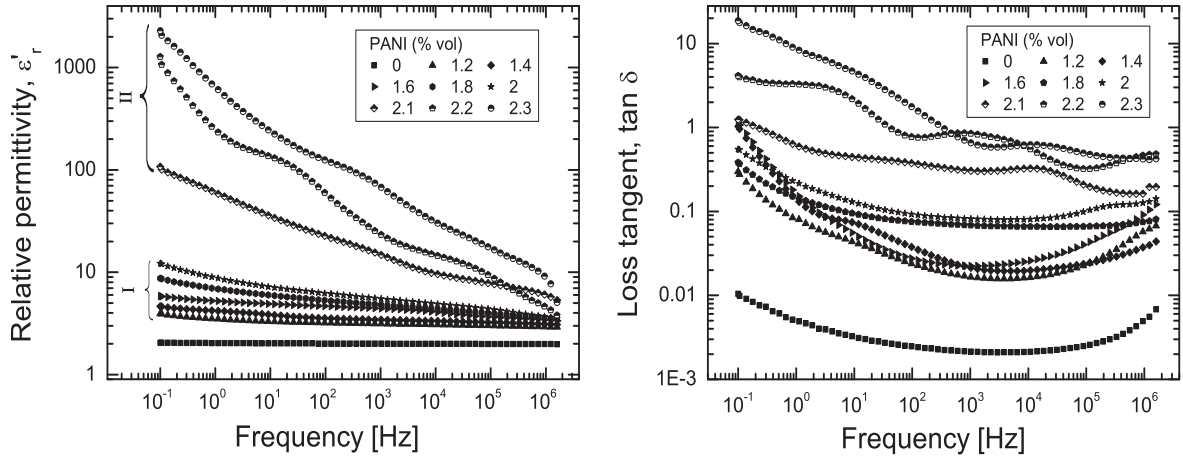 Relative permittivity, ε'r
1000
100
10
1
II
I
PANI (% vol)
0 1.2 1.4
1.6 1.8 2
2.1 2.2 2.3
10-1 100 101 102 103 104 105 106
Frequency [Hz]
Loss tangent, tan δ
10
1
0.1
0.01
1E-3
PANI (% vol)
0 1.2 1.4
1.6 1.8 2
2.1 2.2 2.3
10-1 100 101 102 103 104 105 106
Frequency [Hz]